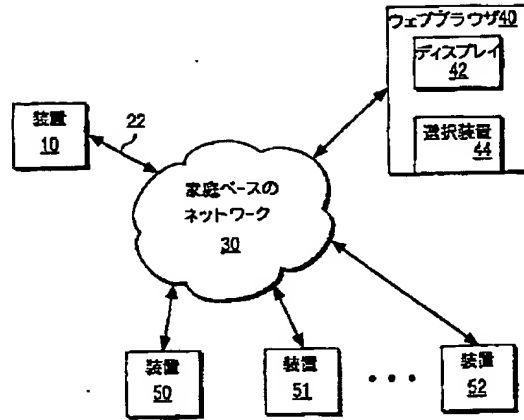 ウェブブラウザ40
ディスプレイ
42
選択装置
44
装置
10
22
家庭ベースの
ネットワーク
30
装置
50
装置
51
装置
52